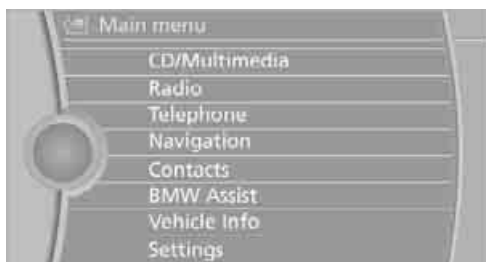 Main menu
CD/Multimedia
Radio
Telephone
Navigation
Contacts
BMW Assist
Vehicle Info
Settings